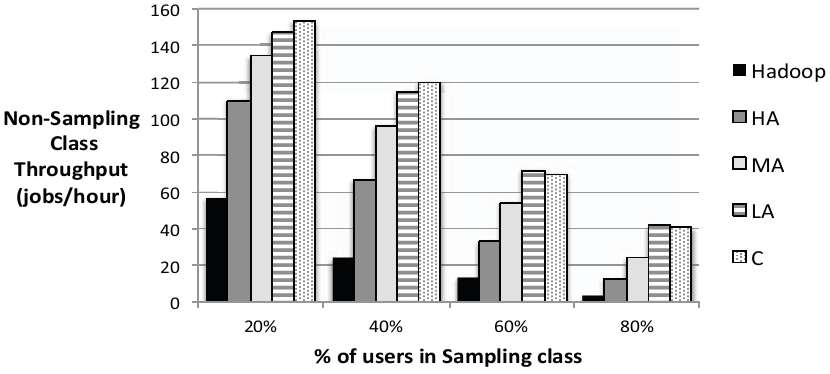 160
140
120
100
80
60
40
20
0
Non-Sampling
Class
Throughput
(jobs/hour)
20%
40%
60%
80%
% of users in Sampling class
Hadoop
HA
MA
LA
C